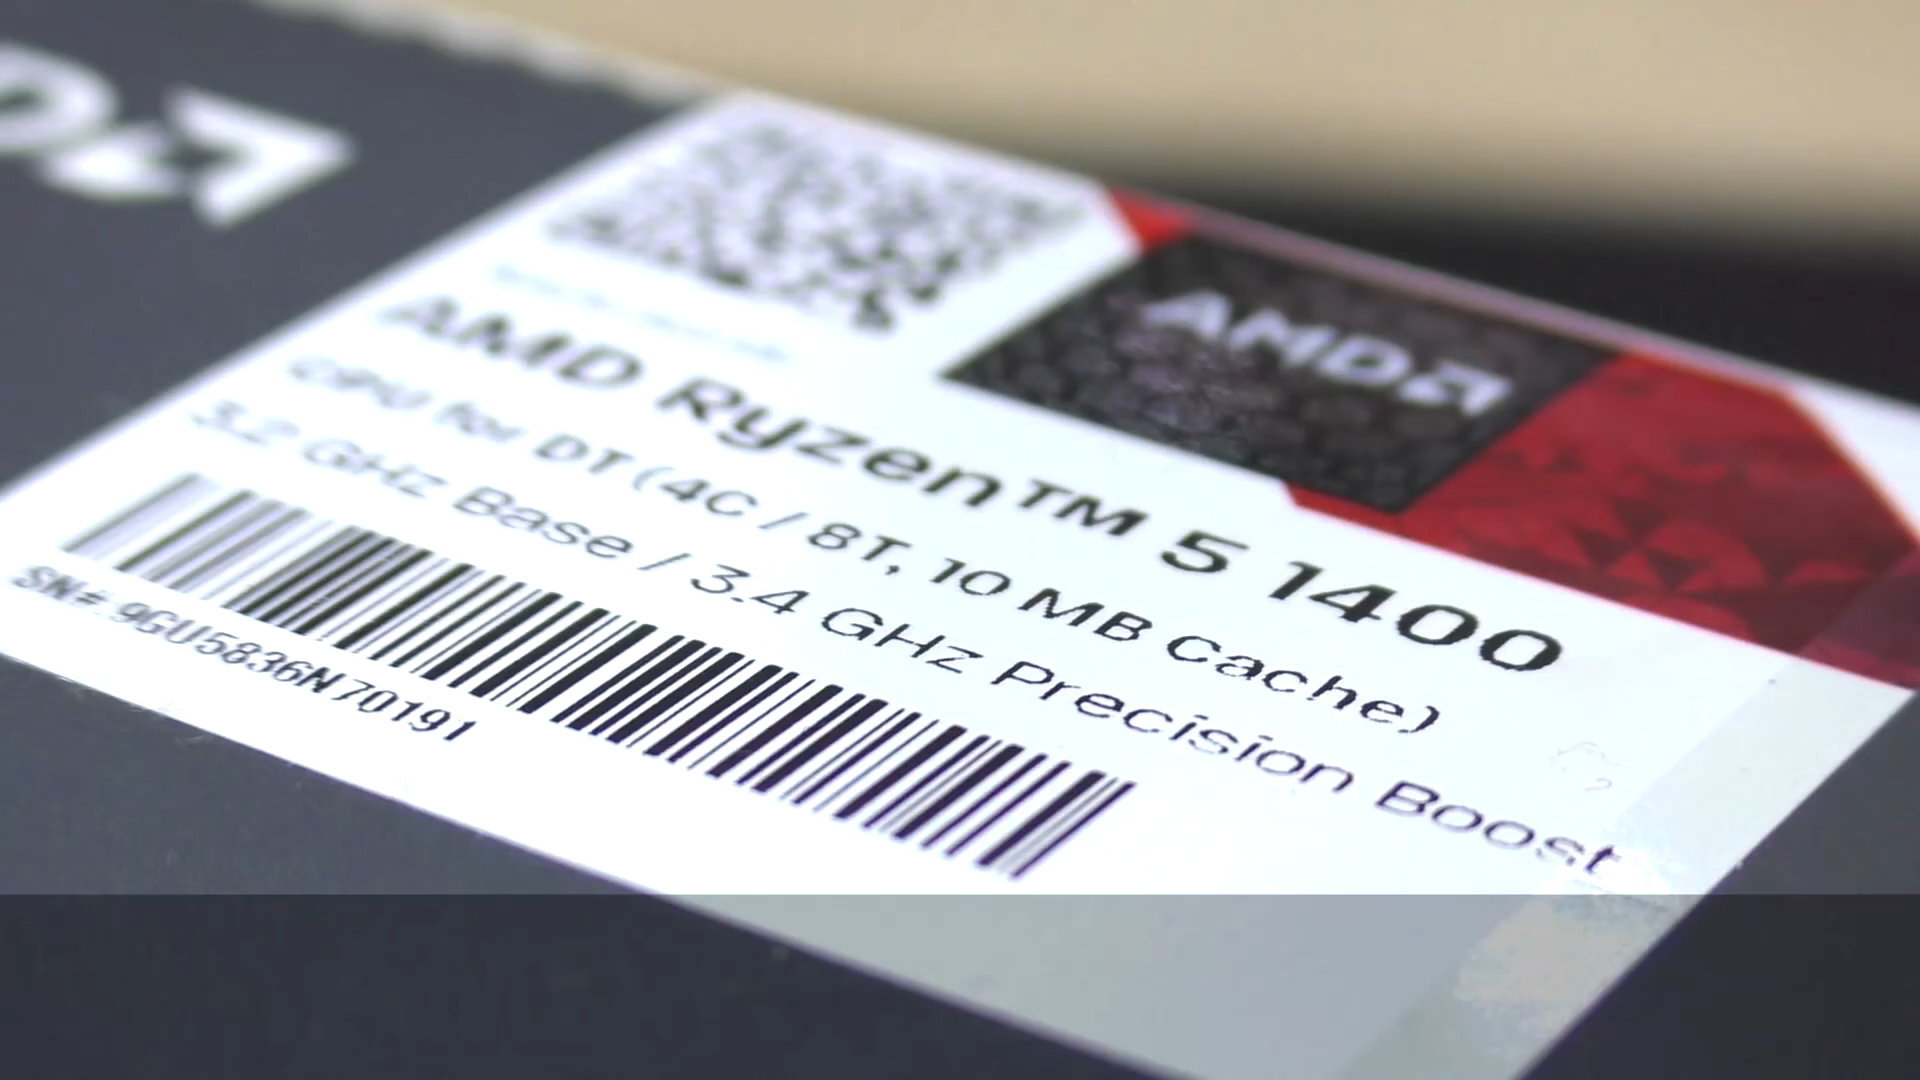 AMD
AMD Ryzen™ 5 1400
CPU for DT (4C / 8T, 10 MB Cache)
3.2 GHz Base / 3.4 GHz Precision Boost
SN# 9GU5836N70191